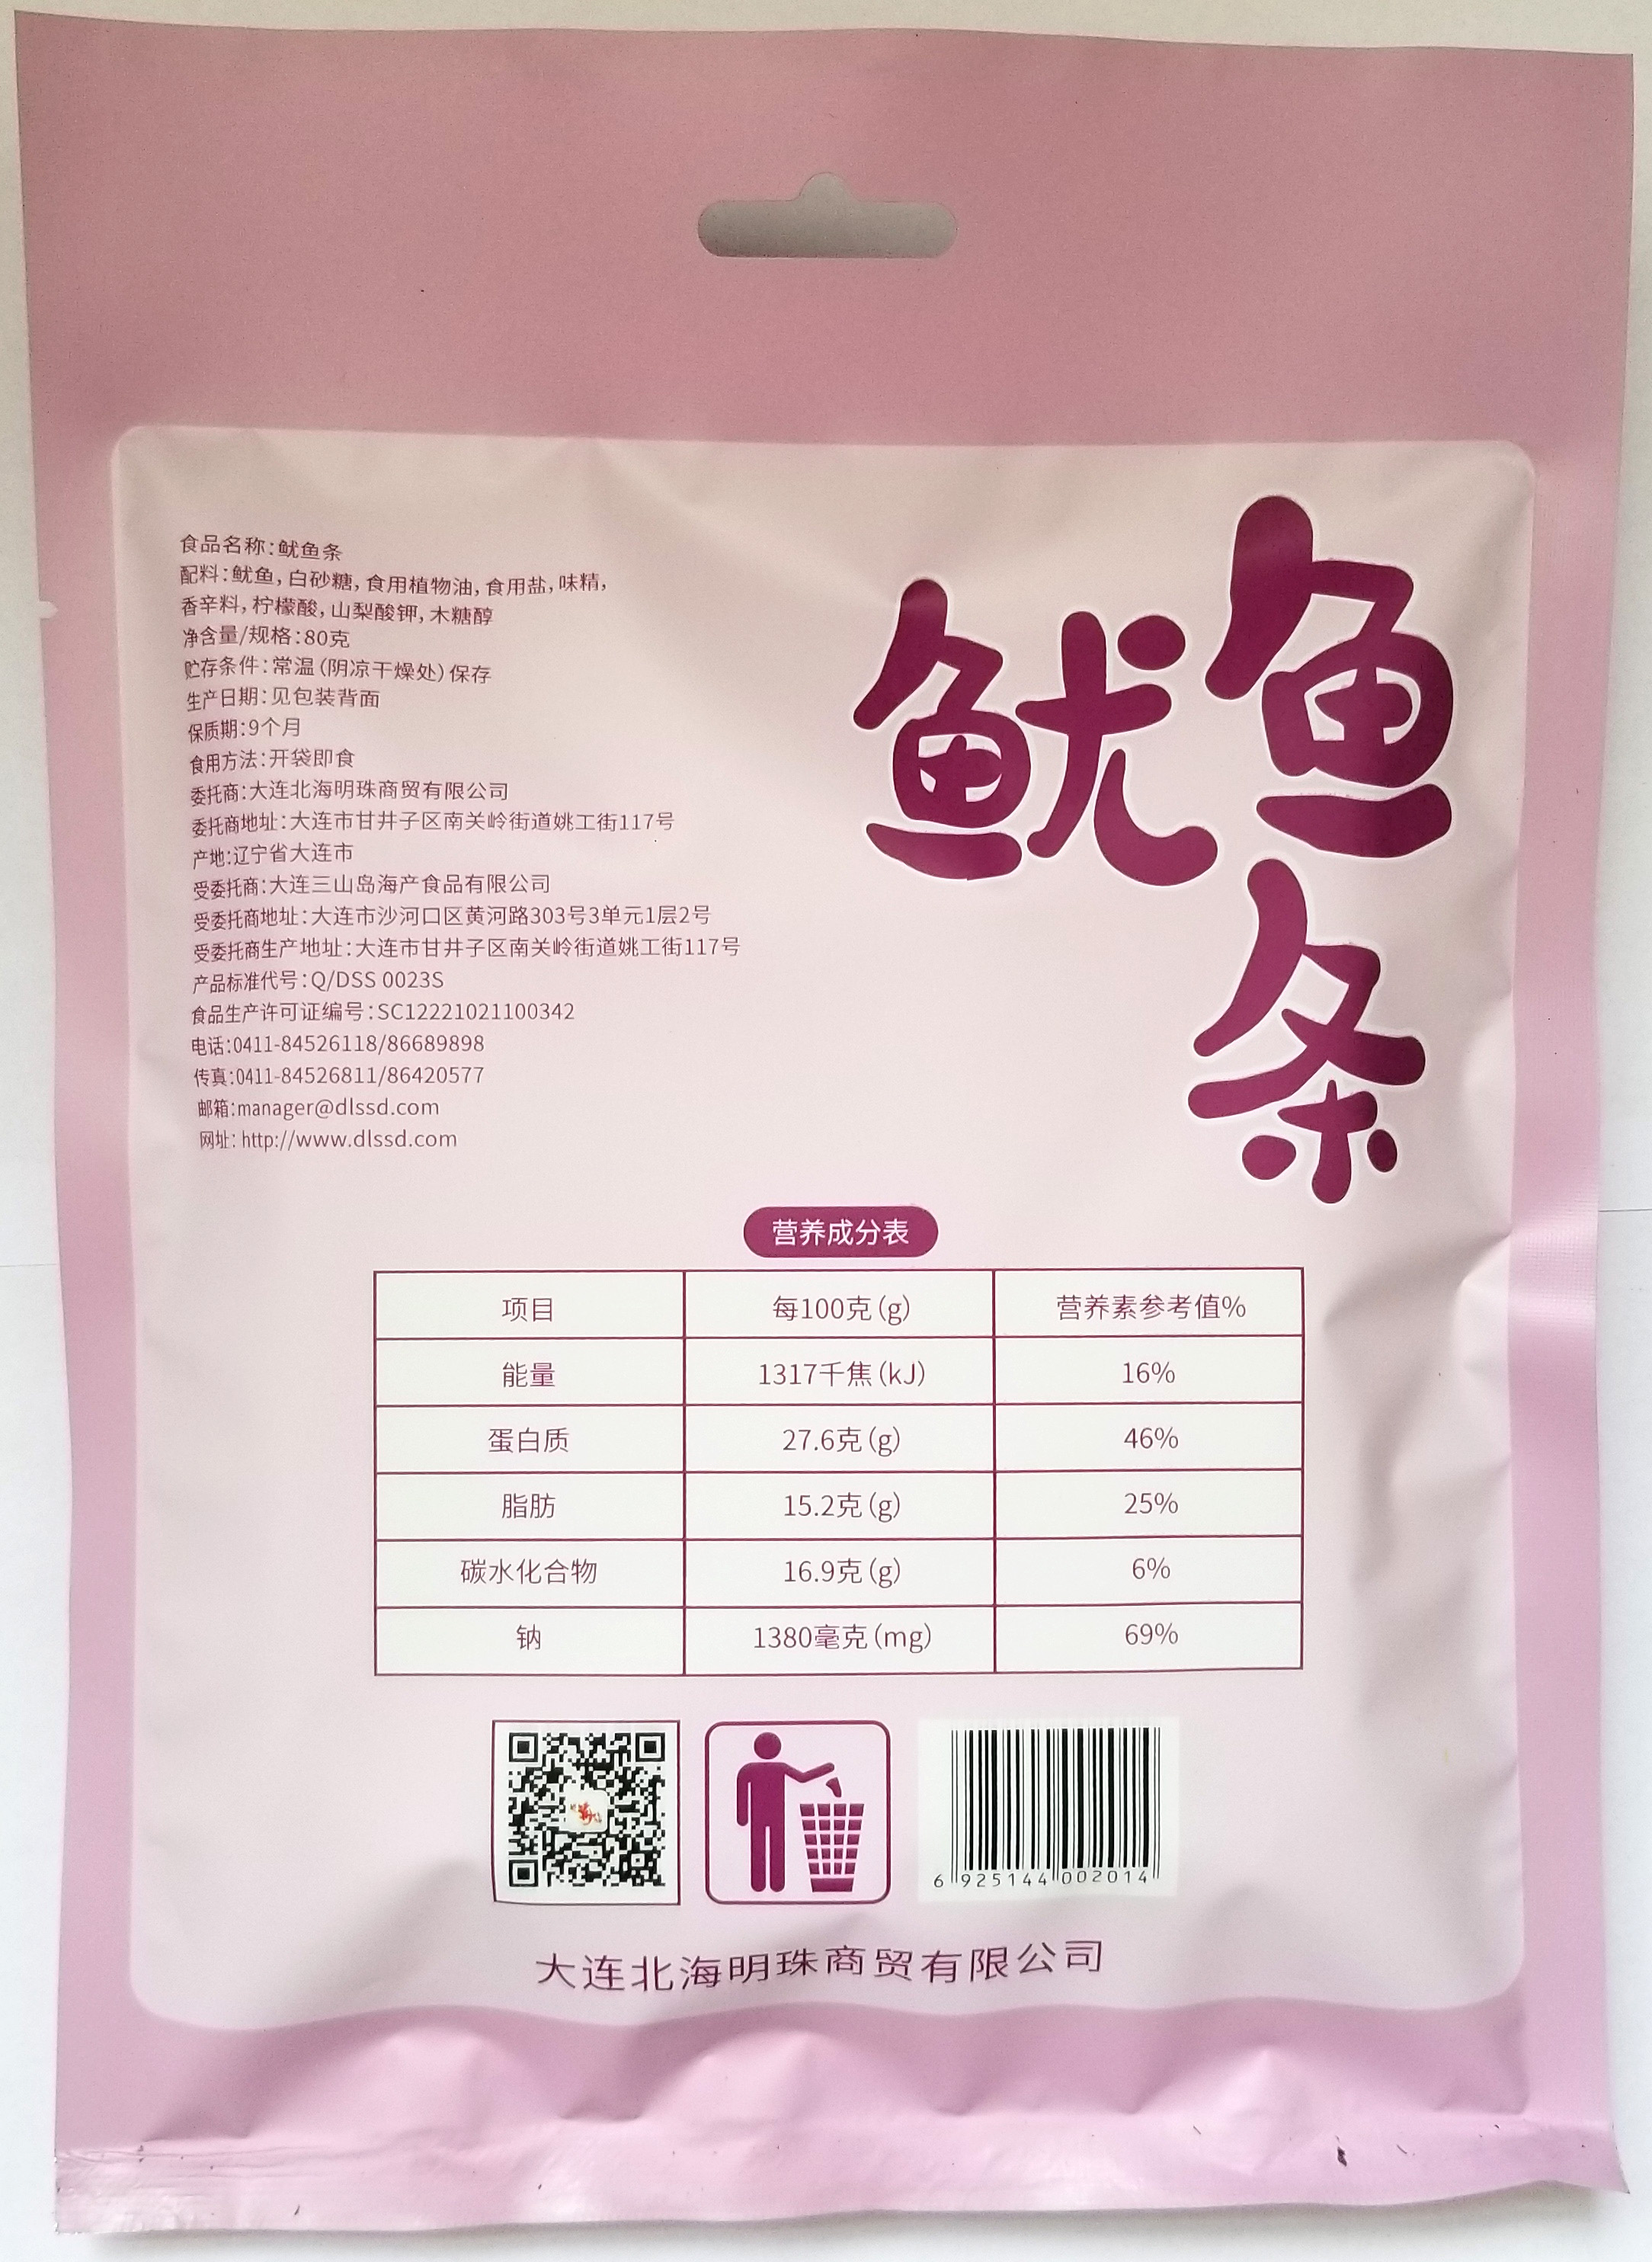 食品名称:鱿鱼条
配料:鱿鱼,白砂糖,食用植物油,食用盐,味精,
香辛料,柠檬酸,山梨酸钾,木糖醇
净含量/规格:80克
贮存条件:常温(阴凉干燥处)保存
生产日期:见包装背面
保质期:9个月
食用方法:开袋即食
委托商:大连北海明珠商贸有限公司
委托商地址:大连市甘井子区南关岭街道姚工街117号
产地:辽宁省大连市
受委托商:大连三山岛海产食品有限公司
受委托商地址:大连市沙河口区黄河路303号3单元1层2号
受委托商生产地址:大连市甘井子区南关岭街道姚工街117号
产品标准代号:Q/DSS 0023S
食品生产许可证编号:SC12221021100342
电话:0411-84526118/86689898
传真:0411-84526811/86420577
邮箱:manager@dlssd.com
网址: http://www.dlssd.com
鱿鱼条
营养成分表
项目 每100克(g) 营养素参考值%
能量 1317千焦(kJ) 16%
蛋白质 27.6克(g) 46%
脂肪 15.2克(g) 25%
碳水化合物 16.9克(g) 6%
钠 1380毫克(mg) 69%
6 925144 002014
大连北海明珠商贸有限公司